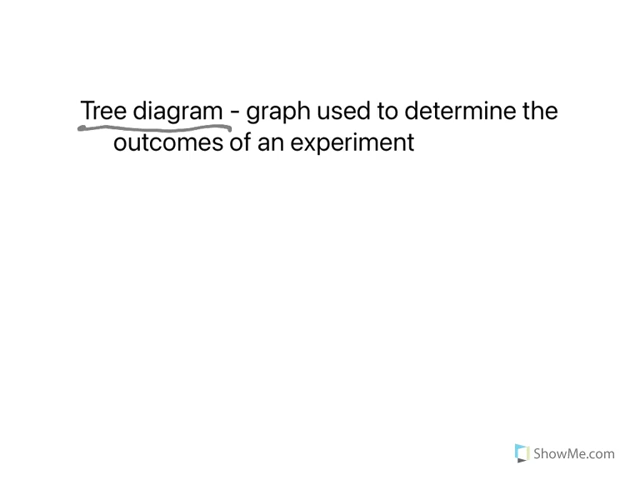 Tree diagram - graph used to determine the
outcomes of an experiment
ShowMe.com